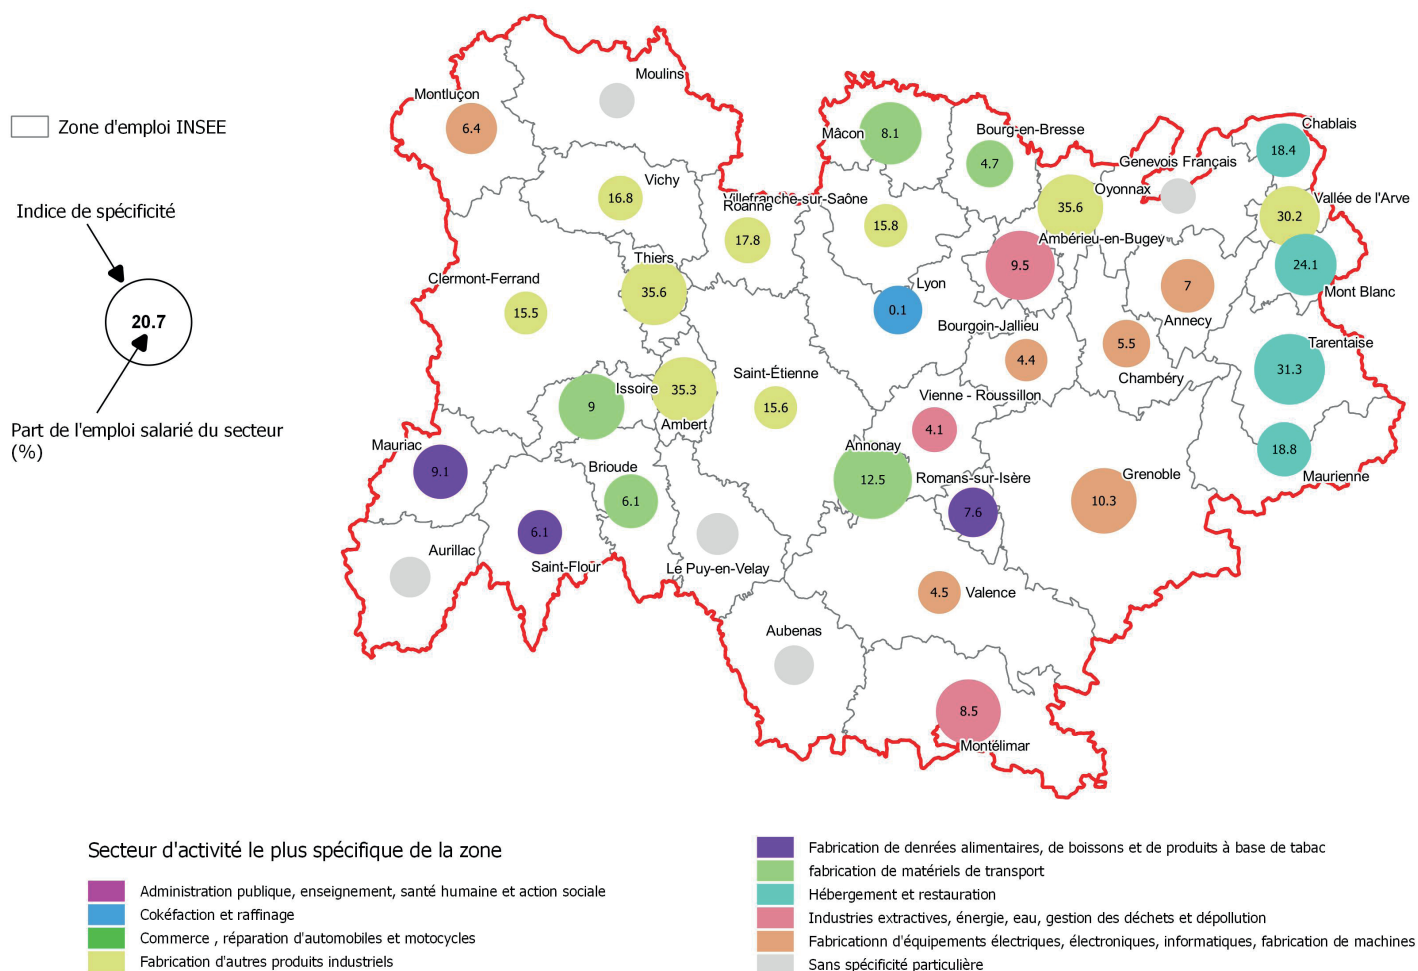 Zone d'emploi INSEE
Indice de spécificité
20.7
Part de l'emploi salarié du secteur
(%)
Moulins
Montluçon
6.4
Vichy
16.8
Mâcon
8.1
Bourg-en-Bresse
4.7
Chablais
18.4
Genevois Français
Oyonnax
35.6
Vallée de l'Arve
30.2
Villefranche-sur-Saône
15.8
Roanne
17.8
Ambérieu-en-Bugey
9.5
24.1
Mont Blanc
Thiers
35.6
Clermont-Ferrand
15.5
Lyon
0.1
7
Annecy
Bourgoin-Jallieu
4.4
5.5
Chambéry
Tarentaise
31.3
Issoire
9
35.3
Ambert
Saint-Étienne
15.6
Vienne - Roussillon
4.1
Mauriac
9.1
Brioude
6.1
Annonay
12.5
Romans-sur-Isère
7.6
Grenoble
10.3
18.8
Maurienne
Aurillac
6.1
Saint-Flour
Le Puy-en-Velay
4.5
Valence
Aubenas
8.5
Montélimar
Secteur d'activité le plus spécifique de la zone
Administration publique, enseignement, santé humaine et action sociale
Cokéfaction et raffinage
Commerce , réparation d'automobiles et motocycles
Fabrication d'autres produits industriels
Fabrication de denrées alimentaires, de boissons et de produits à base de tabac
fabrication de matériels de transport
Hébergement et restauration
Industries extractives, énergie, eau, gestion des déchets et dépollution
Fabricationn d'équipements électriques, électroniques, informatiques, fabrication de machines
Sans spécificité particulière